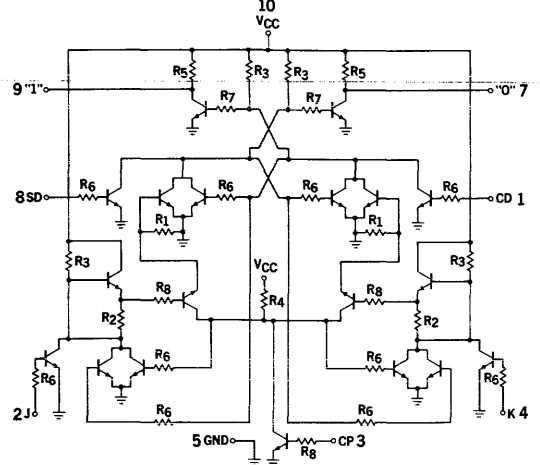 10
VCC
R5 R3 R3 R5
9 "1" "0" 7
R7 R7
8 SD R6 R6 R6 R6 CD 1
R1 R1
R3 VCC R3
R8 R4 R8
R2 R2
R6 R6
R6 R6
2 J R6 R6 K 4
5 GND CP 3
R8